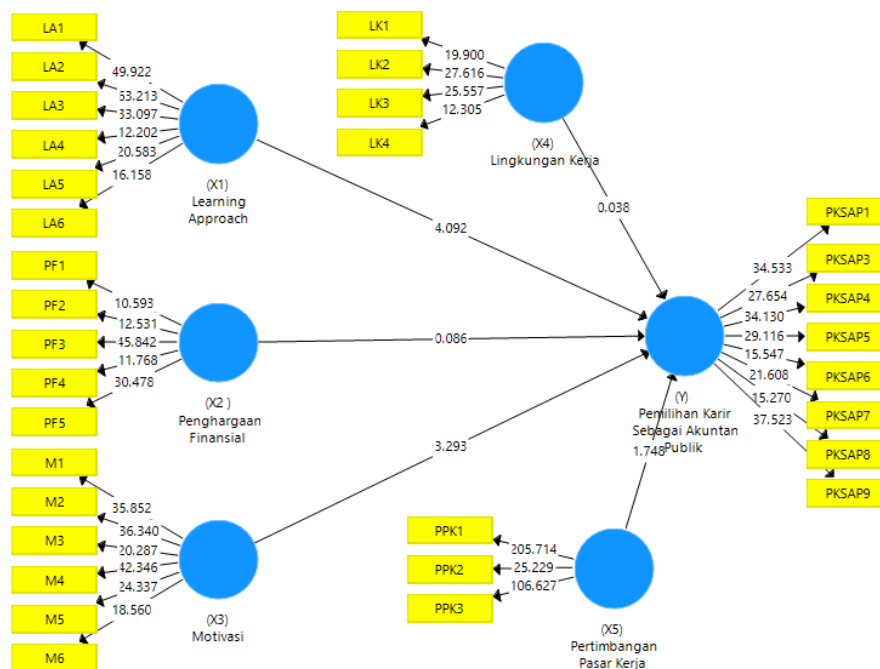 LA1
LA2
LA3
LA4
LA5
LA6
49.922
53.213
33.097
12.202
20.583
16.158
(X1)
Learning
Approach
LK1
LK2
LK3
LK4
19.900
27.616
25.557
12.305
(X4)
Lingkungan Kerja
4.092
0.038
PF1
PF2
PF3
PF4
PF5
10.593
12.531
45.842
11.768
30.478
(X2 )
Penghargaan
Finansial
0.086
M1
M2
M3
M4
M5
M6
35.852
36.340
20.287
42.346
24.337
18.560
(X3)
Motivasi
3.293
PPK1
PPK2
PPK3
205.714
25.229
106.627
(X5)
Pertimbangan
Pasar Kerja
1.748
(Y)
Pemilihan Karir
Sebagai Akuntan
Publik
34.533
27.654
34.130
29.116
15.547
21.608
15.270
37.523
PKSAP1
PKSAP3
PKSAP4
PKSAP5
PKSAP6
PKSAP7
PKSAP8
PKSAP9